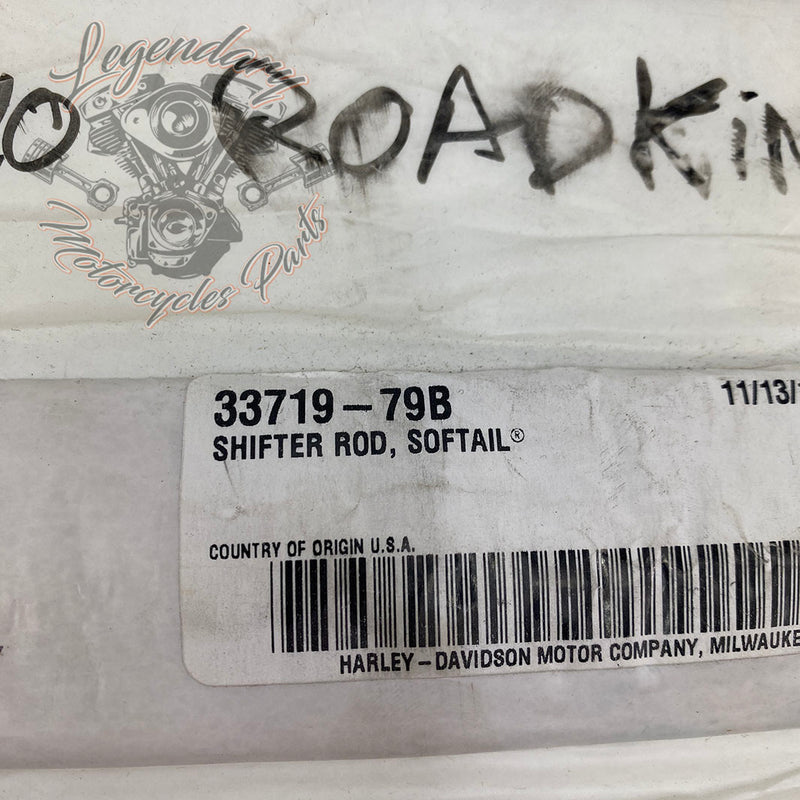 Legendary
Motorcycles Parts
ROADKiN
33719-79B
11/13/1
SHIFTER ROD, SOFTAIL®
COUNTRY OF ORIGIN U.S.A.
HARLEY-DAVIDSON MOTOR COMPANY, MILWAUKE